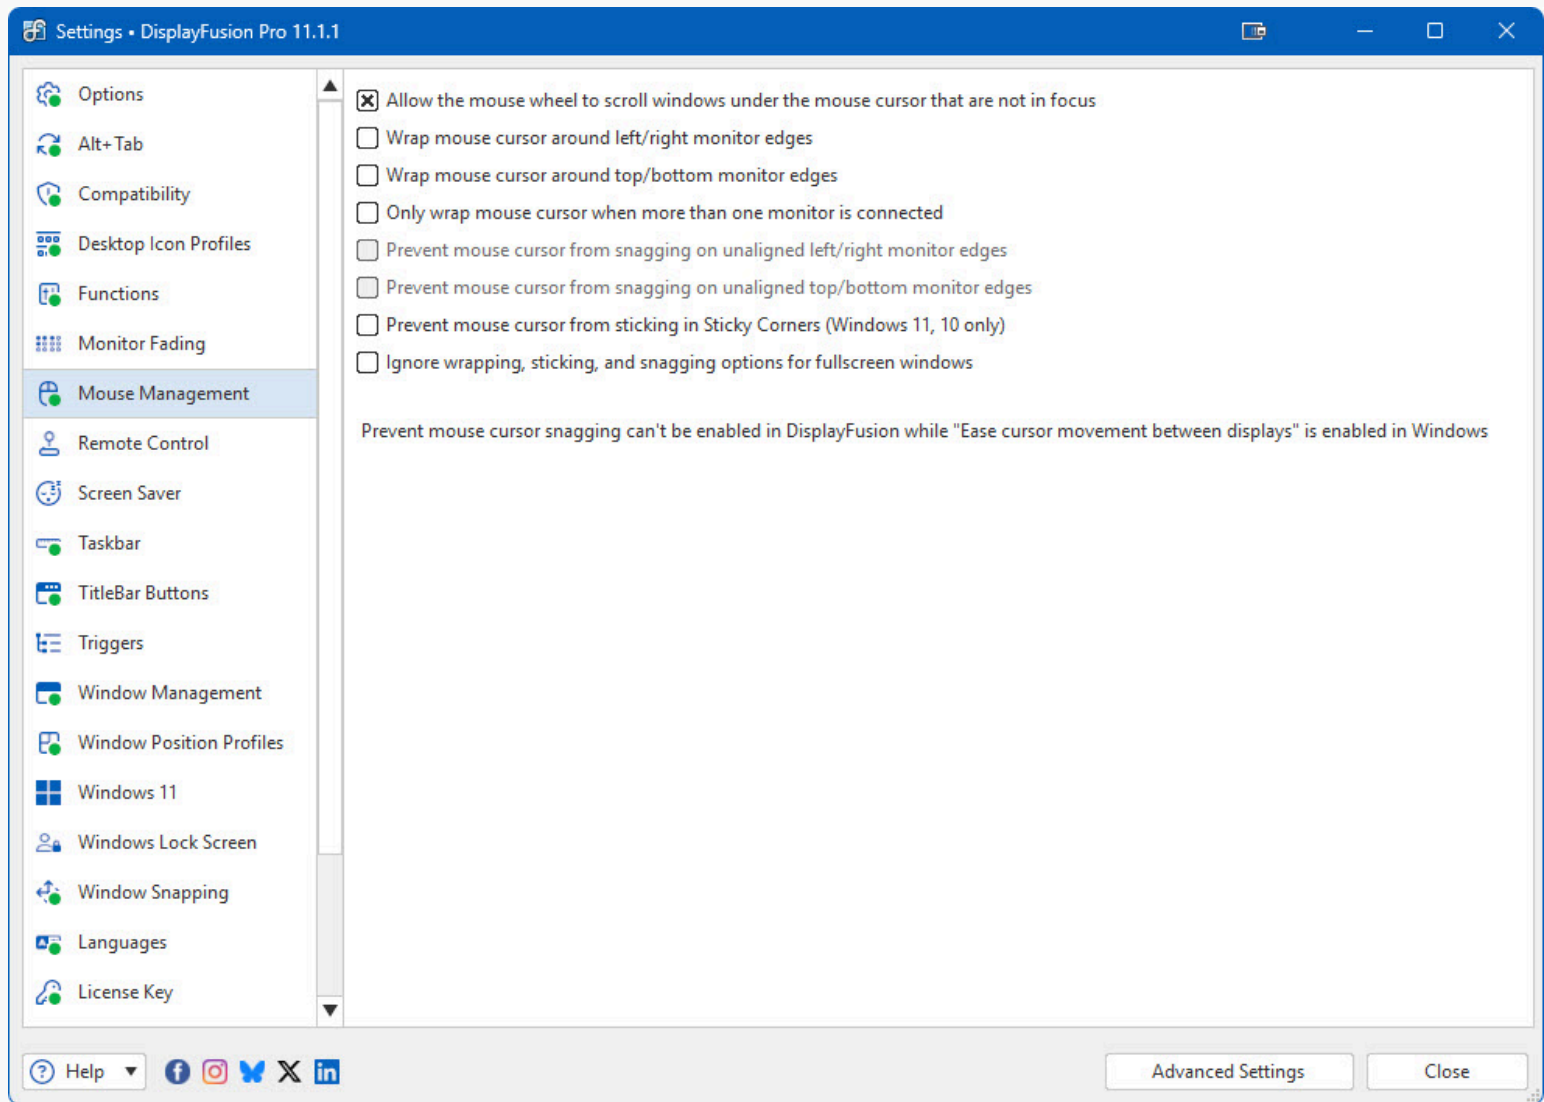 Settings • DisplayFusion Pro 11.1.1
Options
Alt+Tab
Compatibility
Desktop Icon Profiles
Functions
Monitor Fading
Mouse Management
Remote Control
Screen Saver
Taskbar
TitleBar Buttons
Triggers
Window Management
Window Position Profiles
Windows 11
Windows Lock Screen
Window Snapping
Languages
License Key
Allow the mouse wheel to scroll windows under the mouse cursor that are not in focus
Wrap mouse cursor around left/right monitor edges
Wrap mouse cursor around top/bottom monitor edges
Only wrap mouse cursor when more than one monitor is connected
Prevent mouse cursor from snagging on unaligned left/right monitor edges
Prevent mouse cursor from snagging on unaligned top/bottom monitor edges
Prevent mouse cursor from sticking in Sticky Corners (Windows 11, 10 only)
Ignore wrapping, sticking, and snagging options for fullscreen windows
Prevent mouse cursor snagging can't be enabled in DisplayFusion while "Ease cursor movement between displays" is enabled in Windows
Help
Advanced Settings
Close